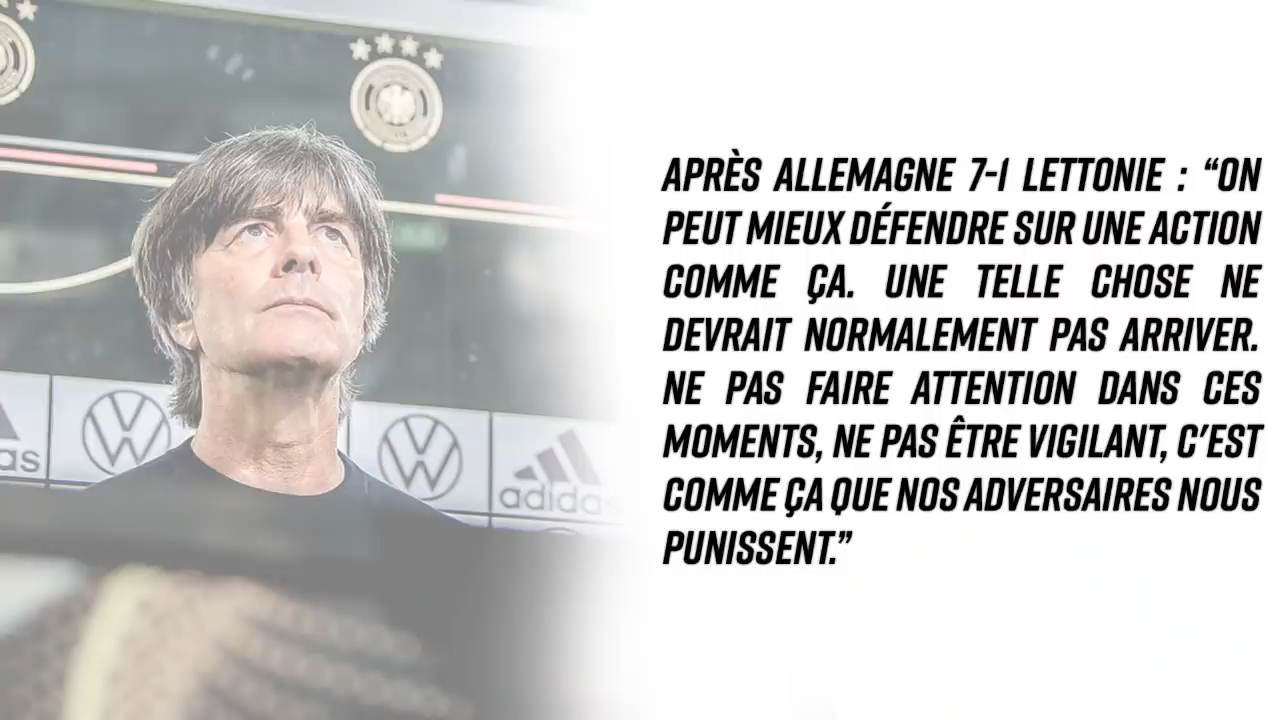 APRÈS ALLEMAGNE 7-1 LETTONIE : “ON
PEUT MIEUX DÉFENDRE SUR UNE ACTION
COMME ÇA. UNE TELLE CHOSE NE
DEVRAIT NORMALEMENT PAS ARRIVER.
NE PAS FAIRE ATTENTION DANS CES
MOMENTS, NE PAS ÊTRE VIGILANT, C'EST
COMME ÇA QUE NOS ADVERSAIRES NOUS
PUNISSENT.”
as
adidas